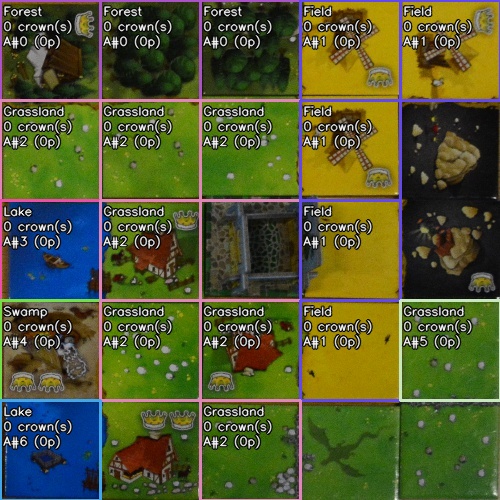 Forest
0 crown(s)
A#0 (0p)
Forest
0 crown(s)
A#0 (0p)
Forest
0 crown(s)
A#0 (0p)
Field
0 crown(s)
A#1 (0p)
Field
0 crown(s)
A#1 (0p)
Grassland
0 crown(s)
A#2 (0p)
Grassland
0 crown(s)
A#2 (0p)
Grassland
0 crown(s)
A#2 (0p)
Field
0 crown(s)
A#1 (0p)
Lake
0 crown(s)
A#3 (0p)
Grassland
0 crown(s)
A#2 (0p)
Field
0 crown(s)
A#1 (0p)
Swamp
0 crown(s)
A#4 (0p)
Grassland
0 crown(s)
A#2 (0p)
Grassland
0 crown(s)
A#2 (0p)
Field
0 crown(s)
A#1 (0p)
Grassland
0 crown(s)
A#5 (0p)
Lake
0 crown(s)
A#6 (0p)
Grassland
0 crown(s)
A#2 (0p)